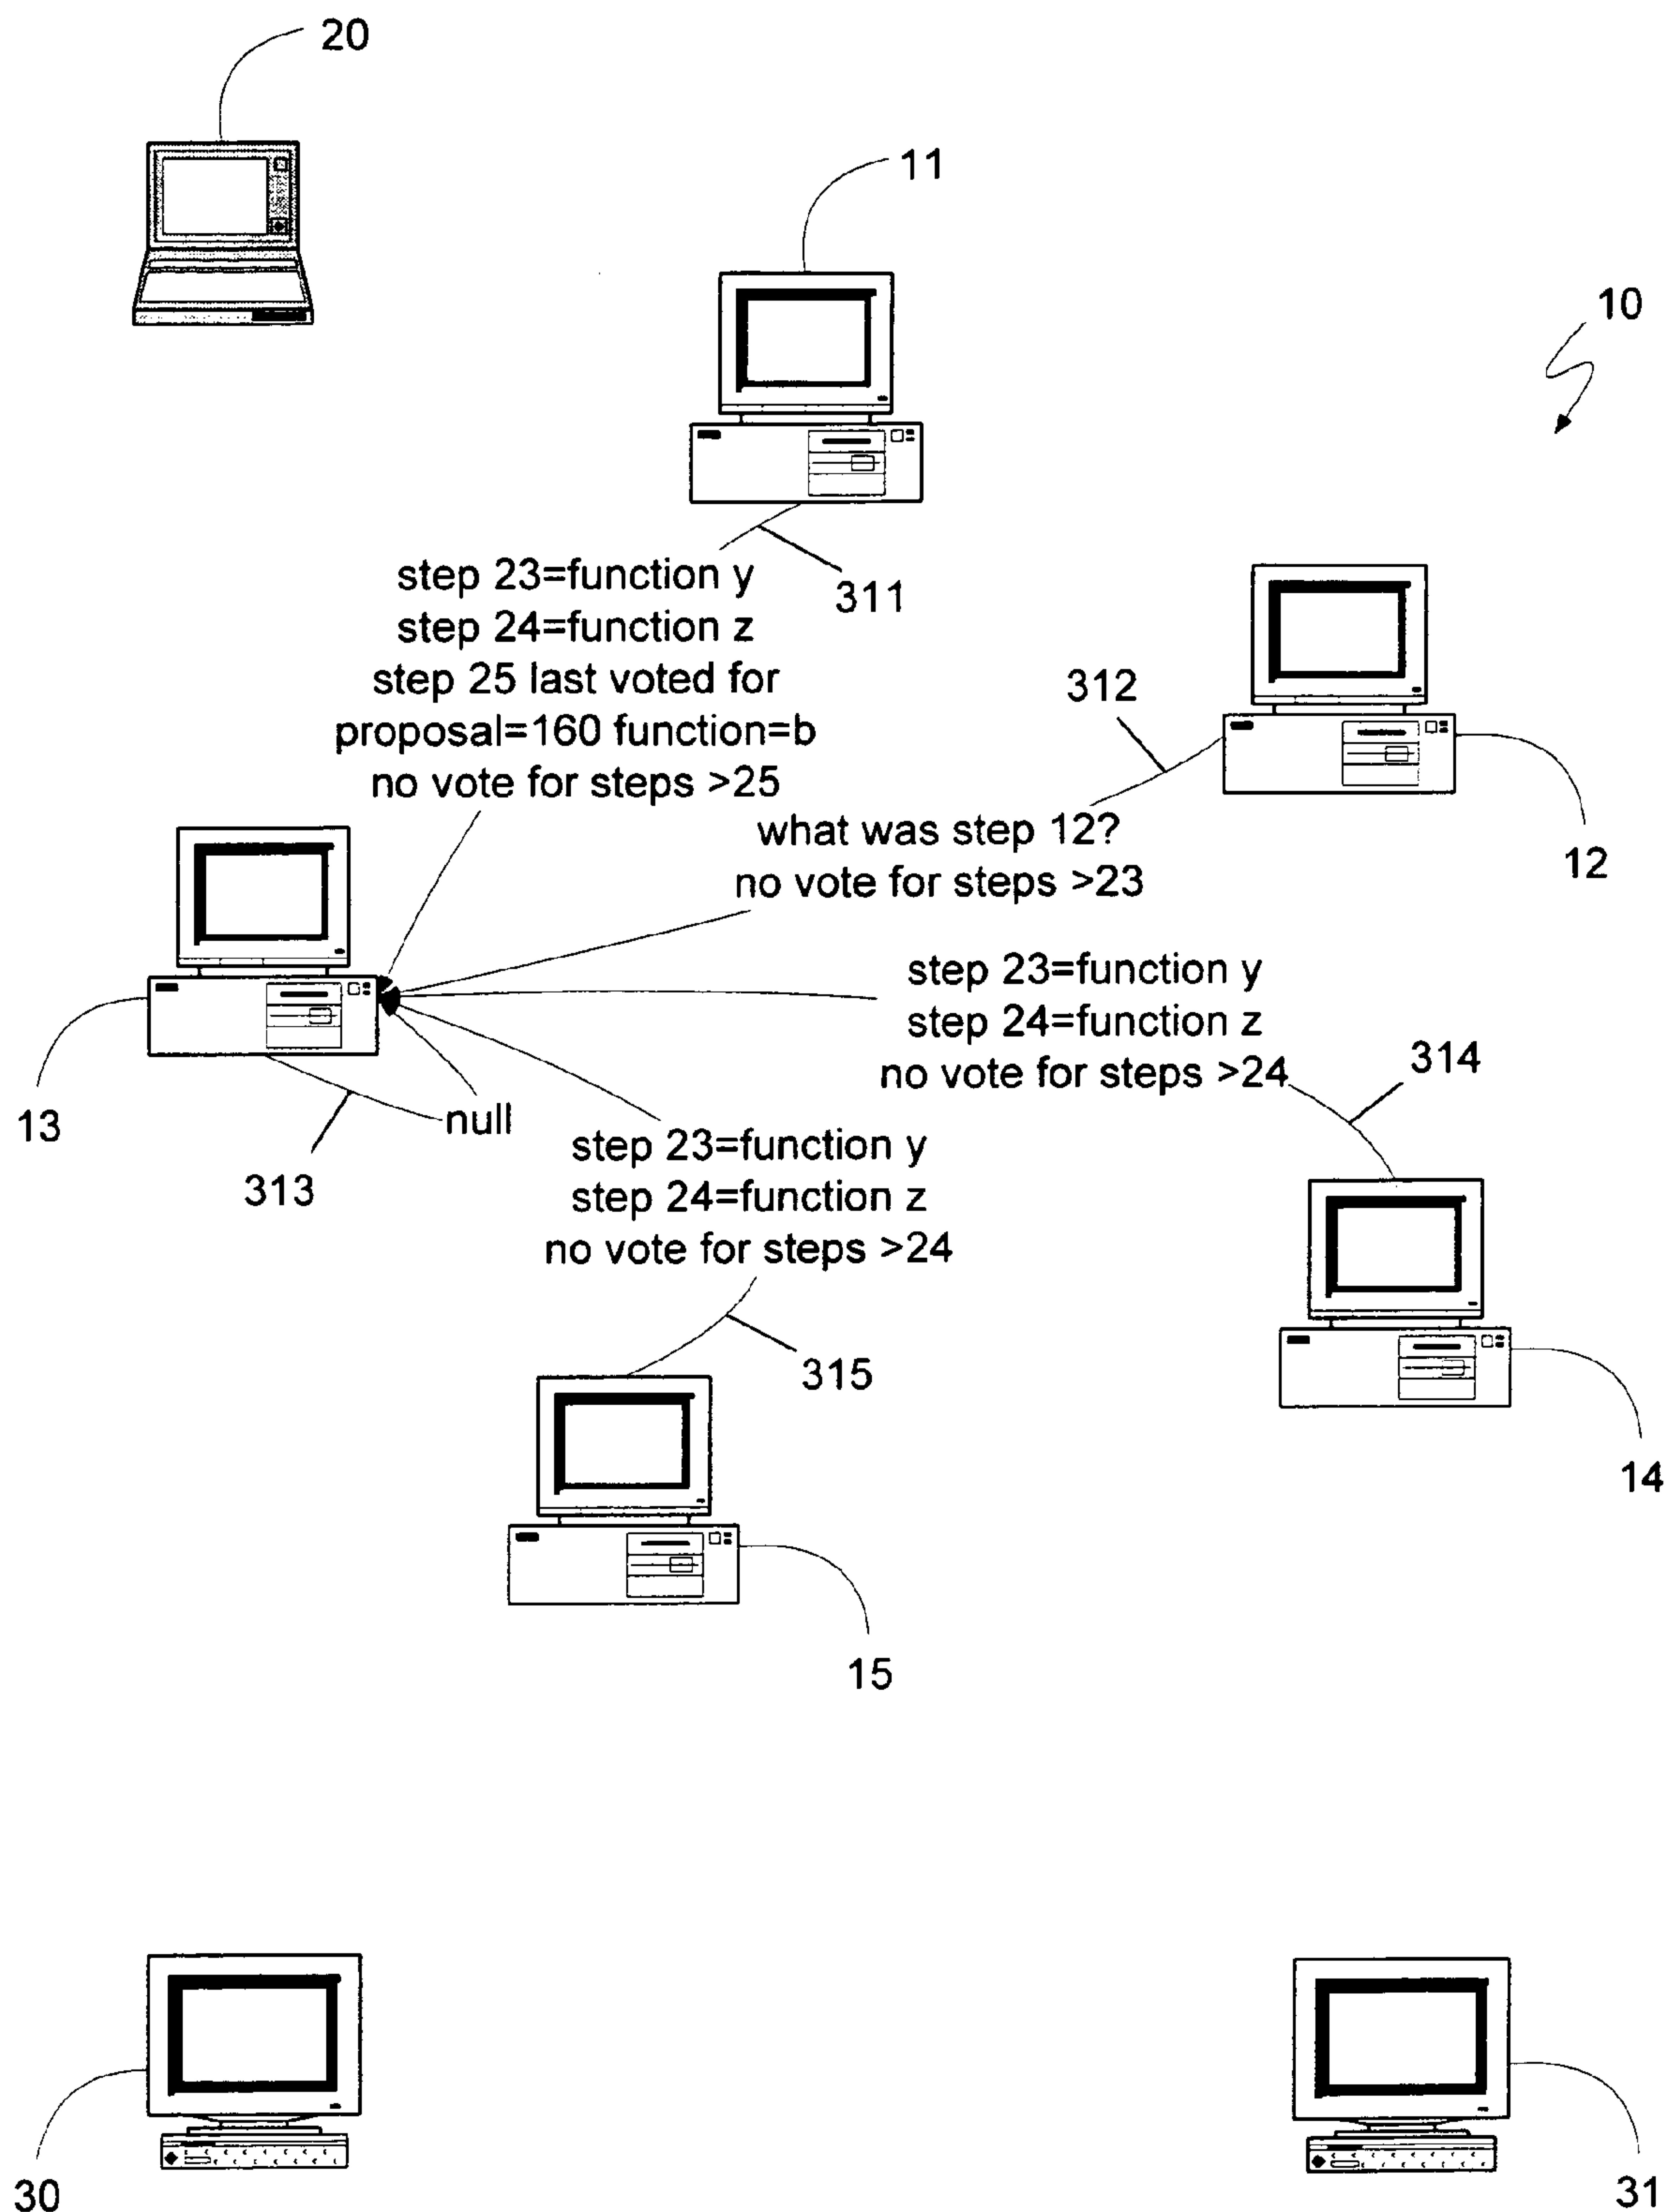 20
11
10
step 23=function y
step 24=function z
step 25 last voted for
proposal=160 function=b
no vote for steps >25
311
312
what was step 12?
no vote for steps >23
12
step 23=function y
step 24=function z
no vote for steps >24
314
13
null
313
step 23=function y
step 24=function z
no vote for steps >24
315
14
15
30
31